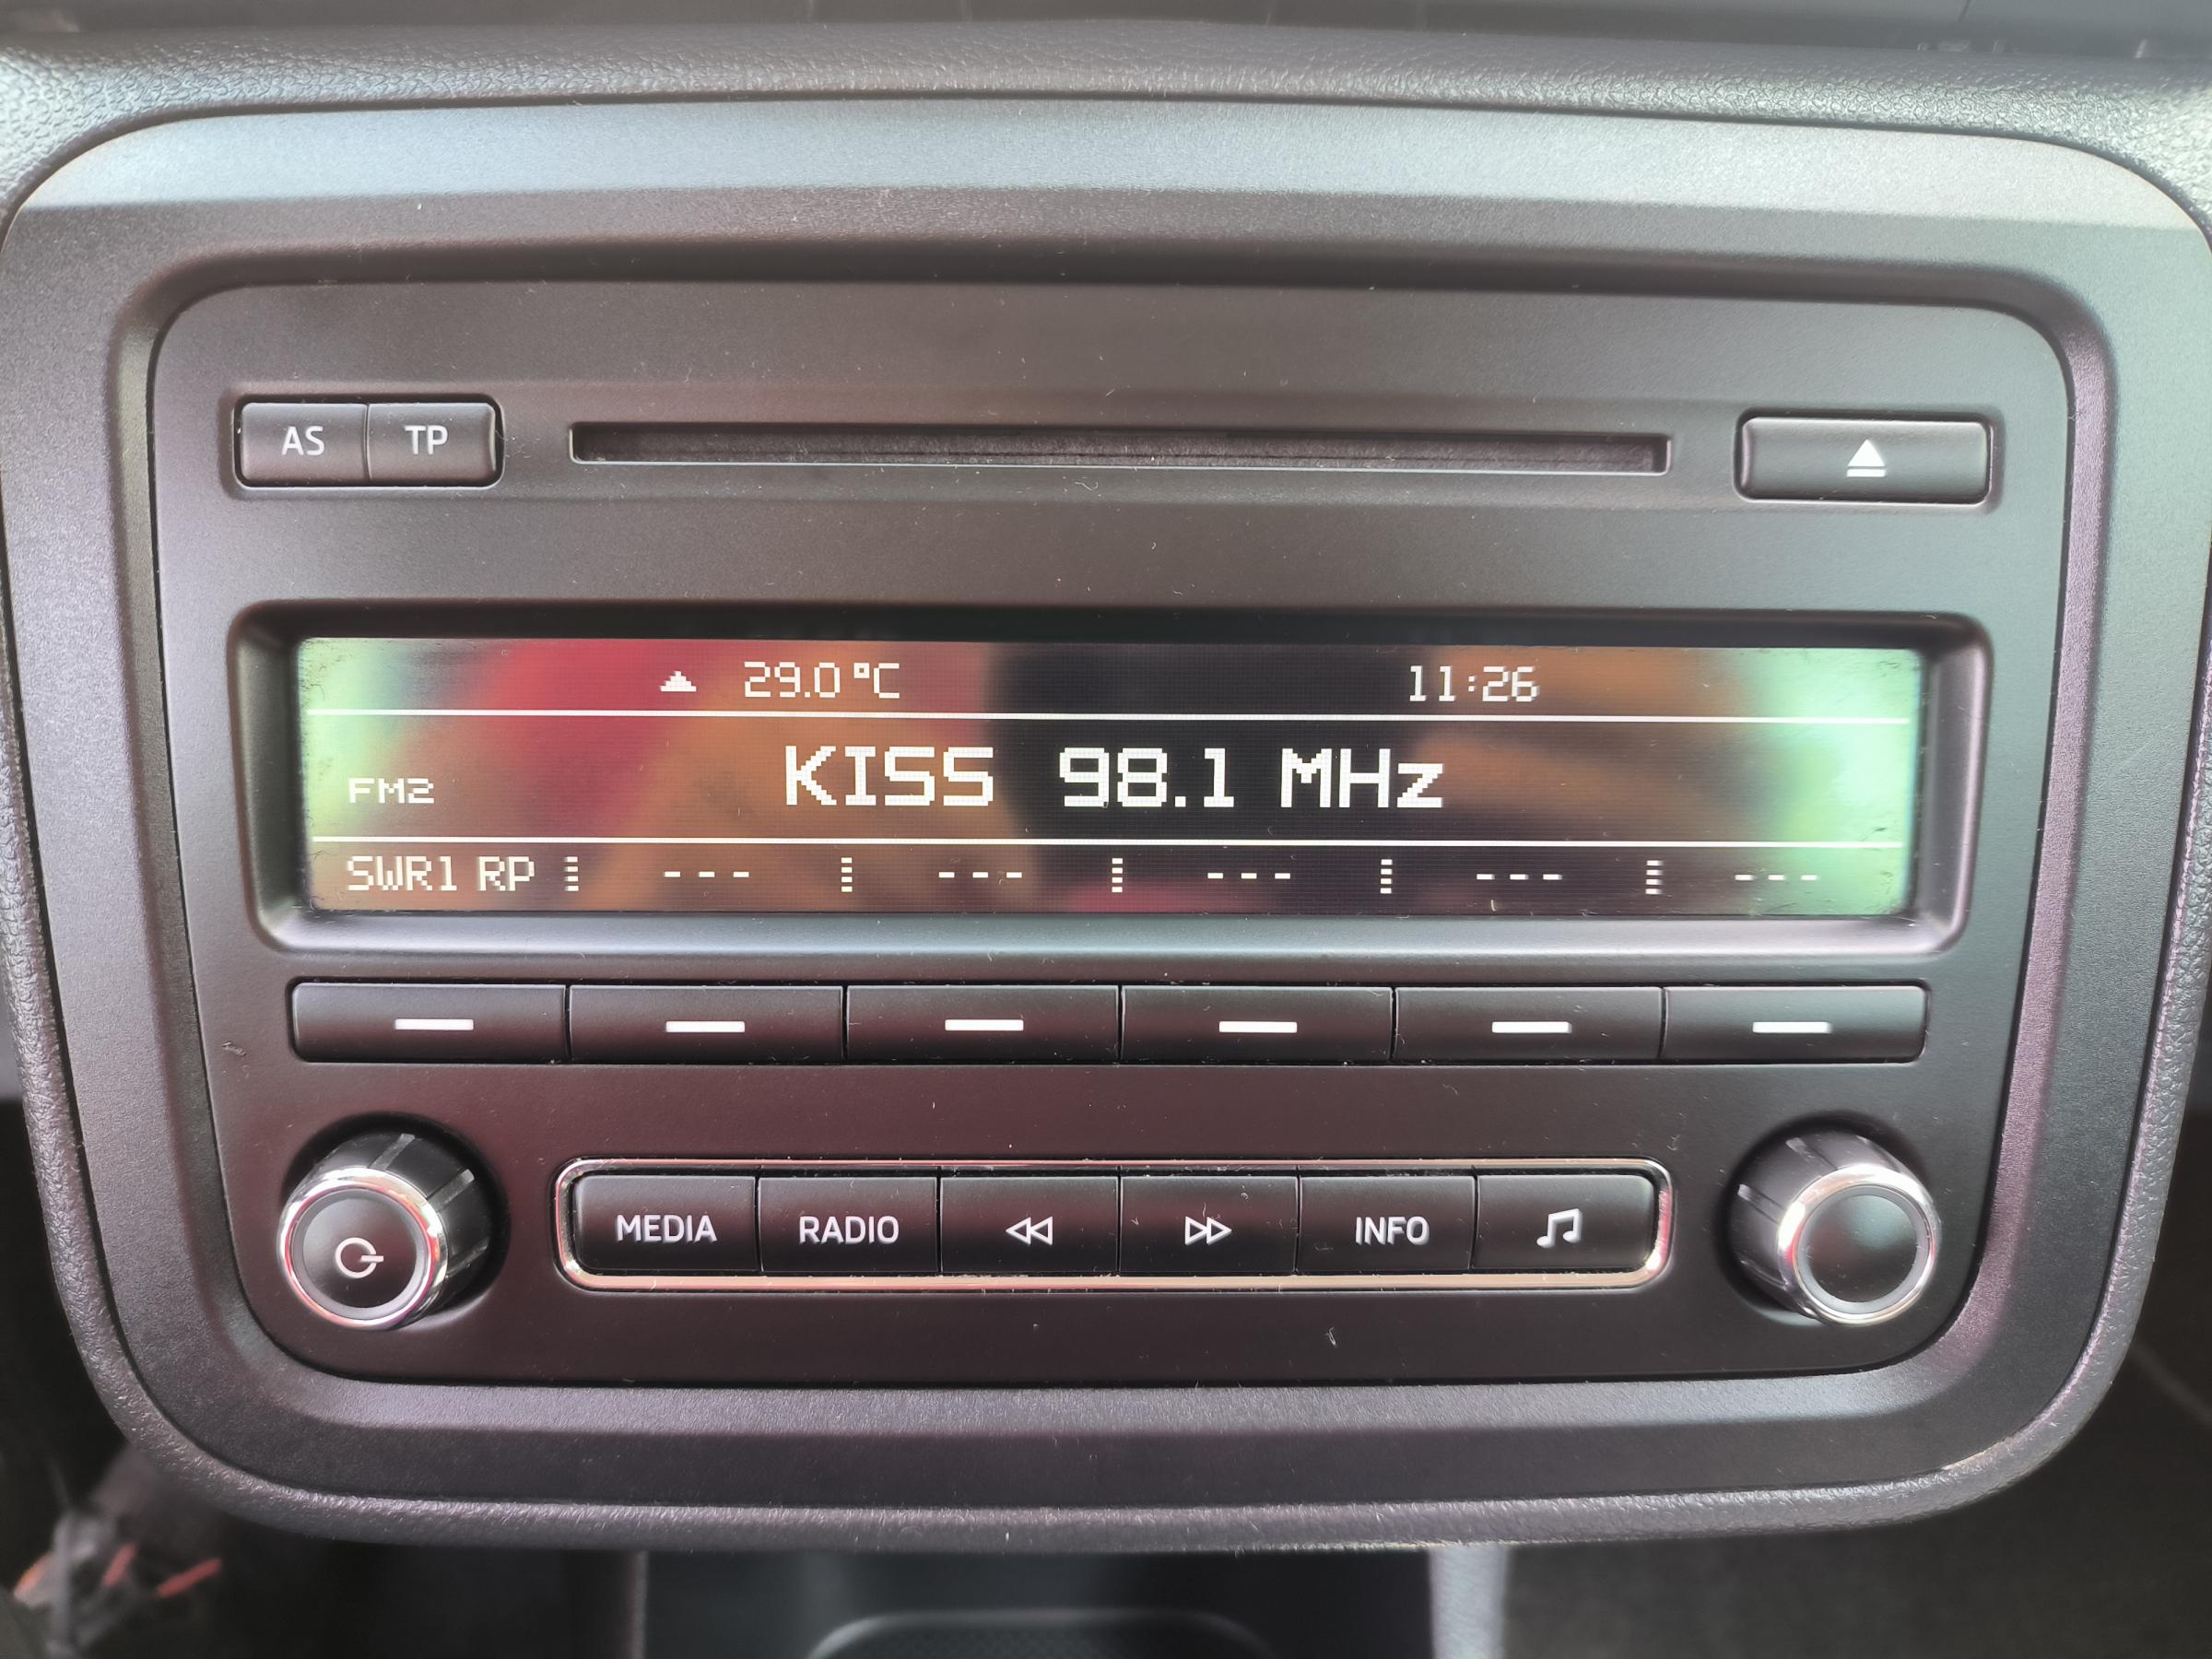 AS TP
29.0 °C 11:26
KISS 98.1 MHz
FM2
SWR1 RP --- --- --- --- ---
MEDIA RADIO INFO